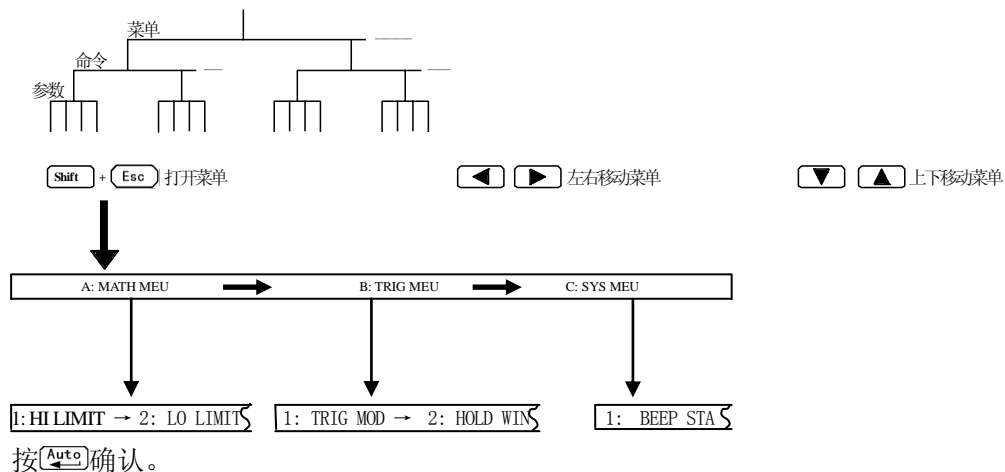 菜单
命令
参数
Shift + Esc 打开菜单 ◀ ▶ 左右移动菜单 ▼ ▲ 上下移动菜单
A: MATH MEU B: TRIG MEU C: SYS MEU
1: HI LIMIT → 2: LO LIMIT 1: TRIG MOD → 2: HOLD WIN 1: BEEP STA
按Auto确认。